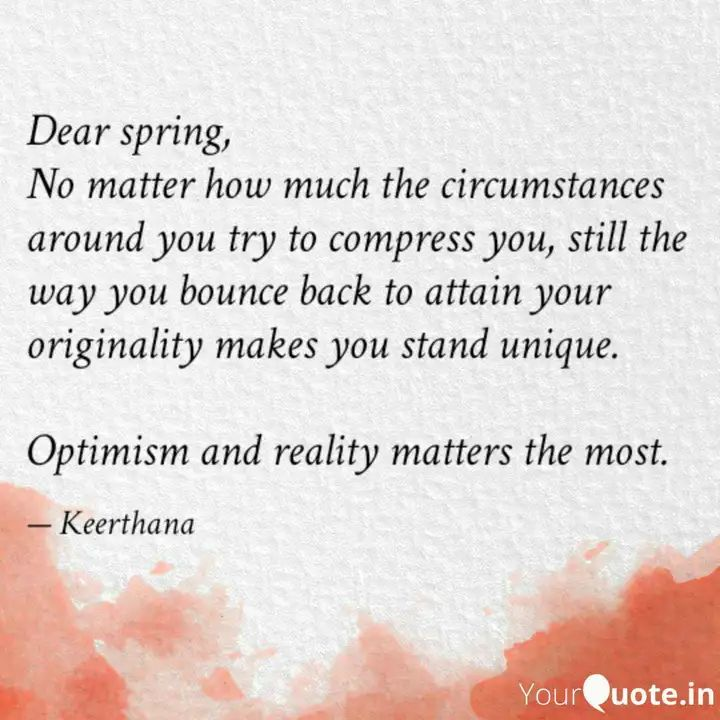 Dear spring,
No matter how much the circumstances
around you try to compress you, still the
way you bounce back to attain your
originality makes you stand unique.
Optimism and reality matters the most.
— Keerthana
YourQuote.in